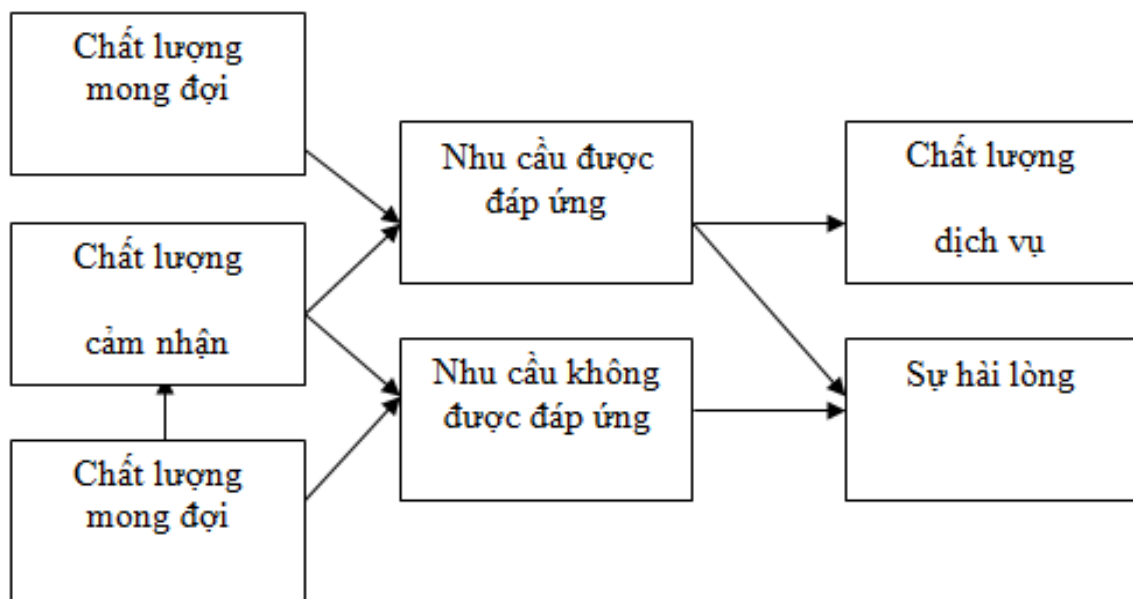 Chất lượng
mong đợi
Nhu cầu được
đáp ứng
Chất lượng
dịch vụ
Chất lượng
cảm nhận
Nhu cầu không
được đáp ứng
Sự hài lòng
Chất lượng
mong đợi